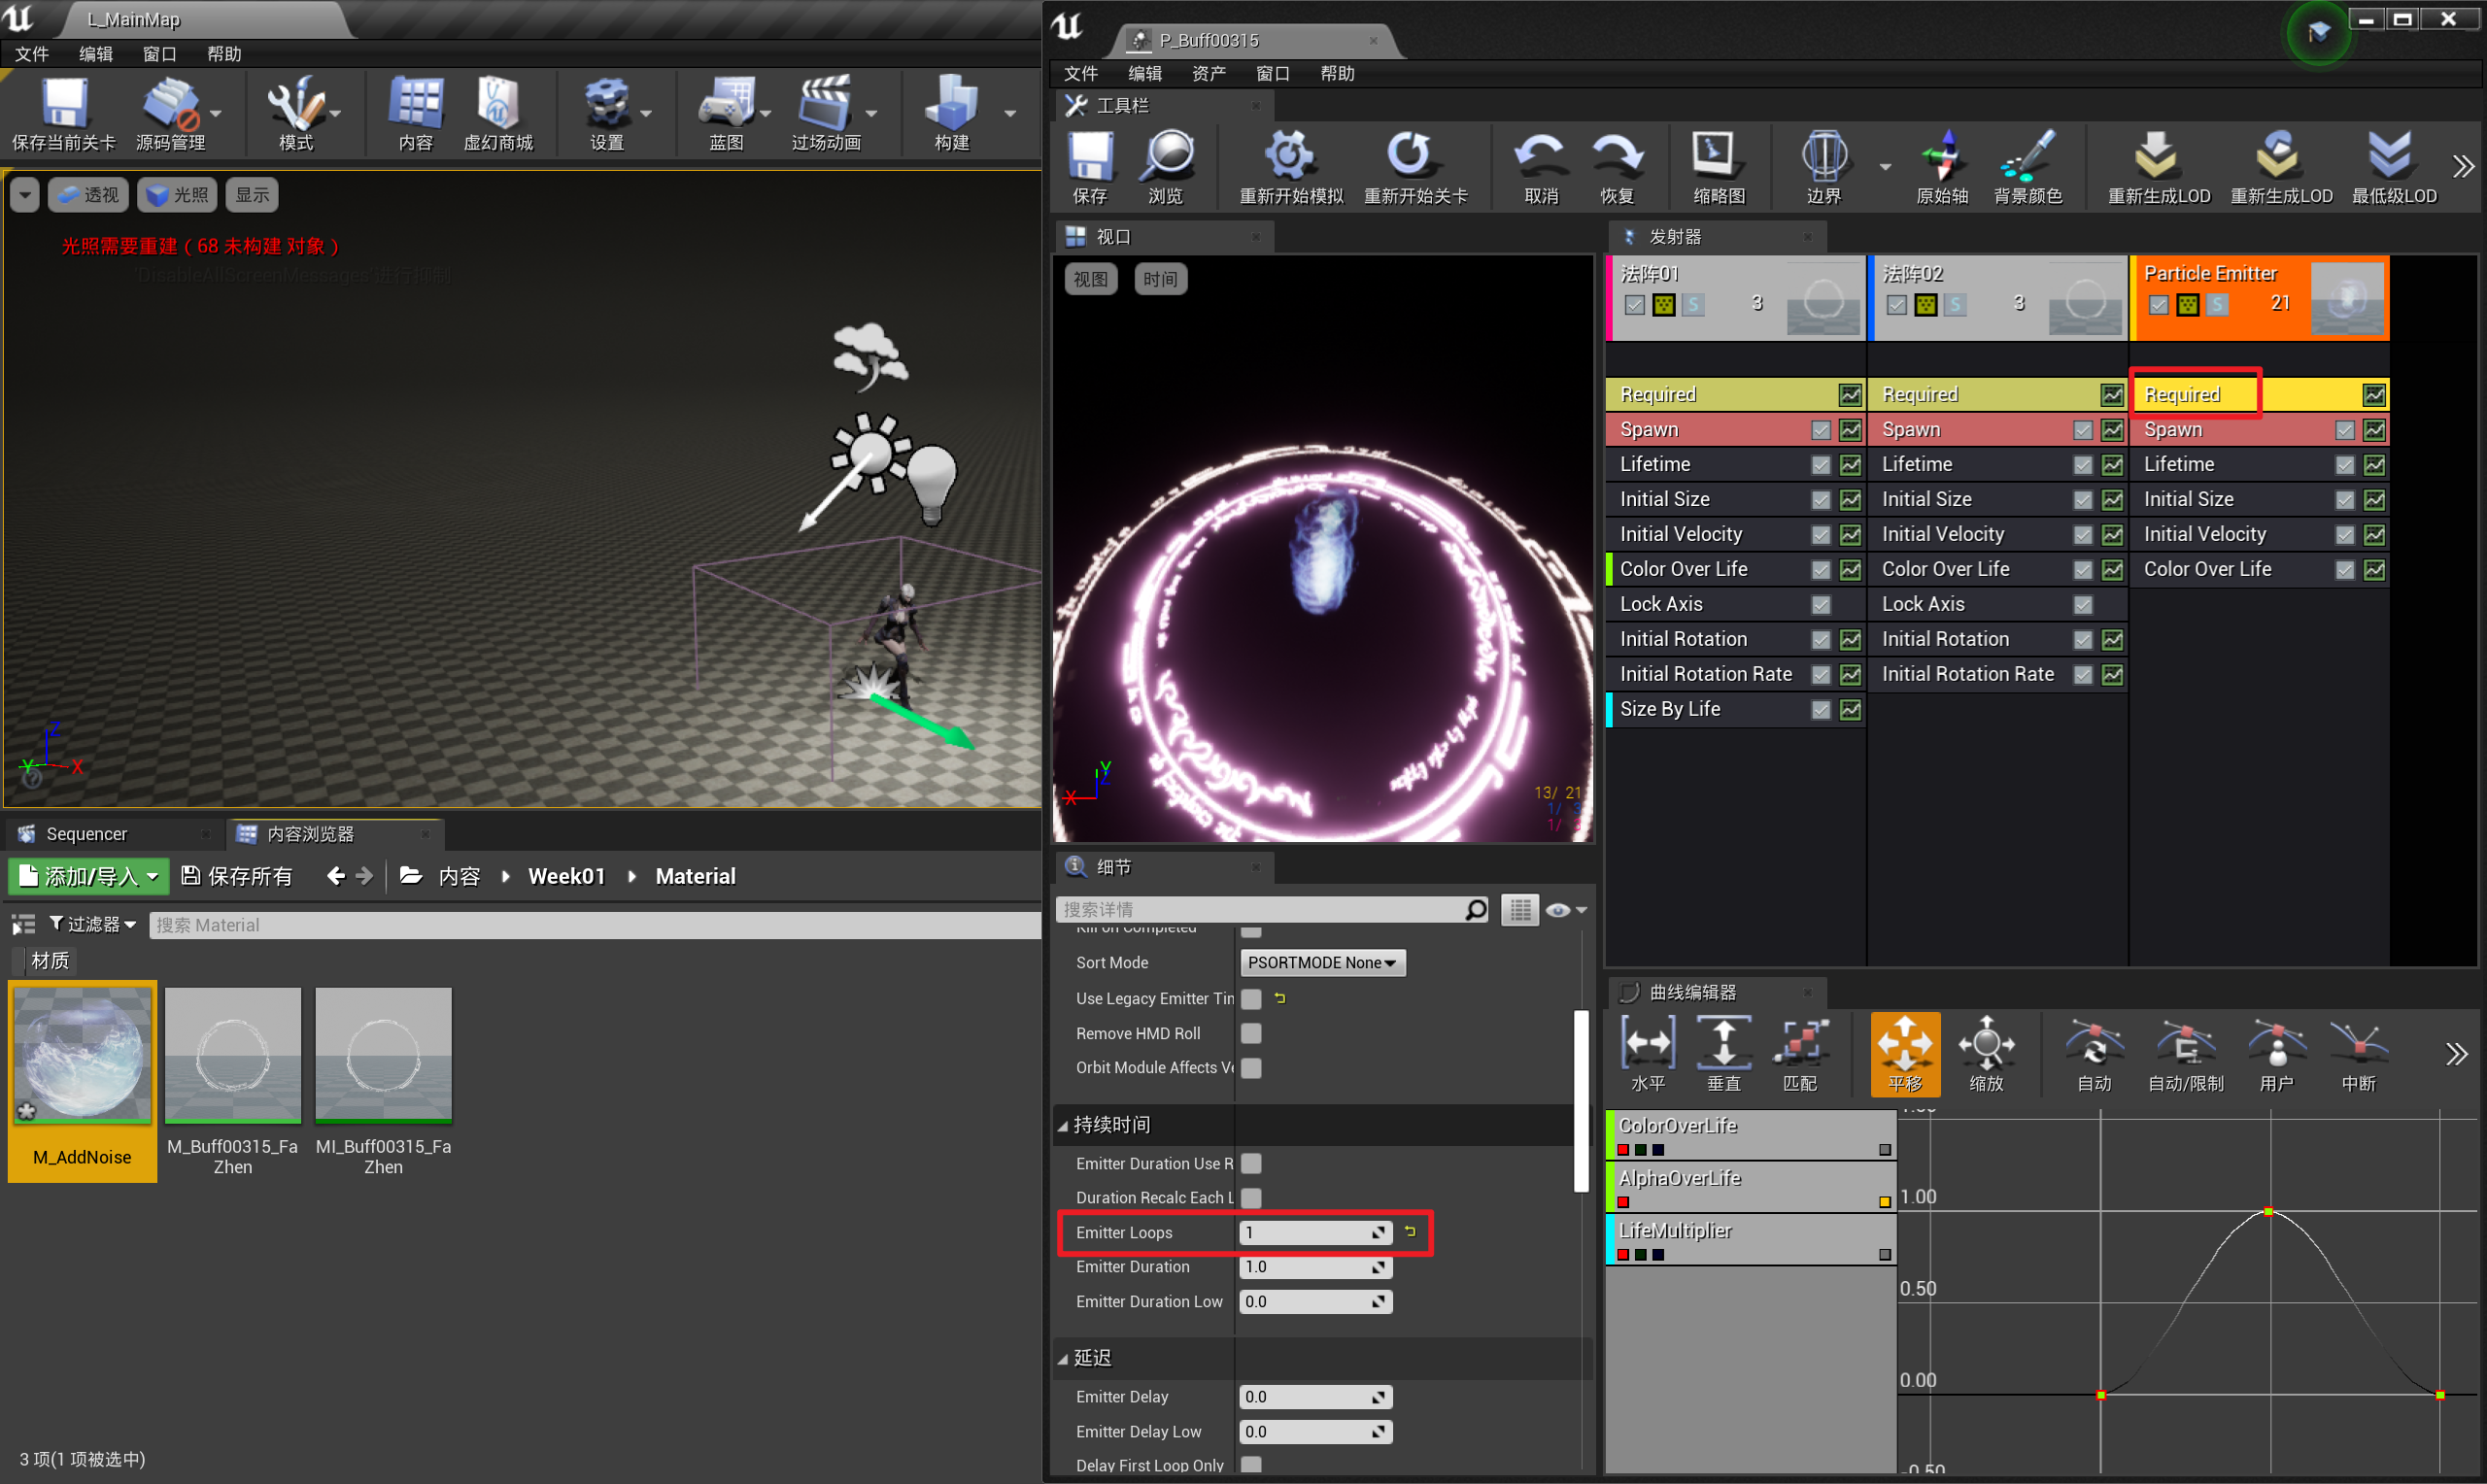 L_MainMap
文件 编辑 窗口 帮助
保存当前关卡 源码管理 模式 内容 虚幻商城 设置 蓝图 过场动画 构建
透视 光照 显示
光照需要重建 ( 68 未构建 对象 )
'DisableAllScreenMessages'进行抑制
Z
Y X
Sequencer 内容浏览器
添加/导入 保存所有 内容 Week01 Material
过滤器 搜索 Material
材质
M_AddNoise
M_Buff00315_FaZhen
MI_Buff00315_FaZhen
3 项(1 项被选中)
P_Buff00315
文件 编辑 资产 窗口 帮助
工具栏
保存 浏览 重新开始模拟 重新开始关卡 取消 恢复 缩略图 边界 原始轴 背景颜色 重新生成LOD 重新生成LOD 最低级LOD
视口
视图 时间
13/ 21
Y
Z
X
发射器
法阵01 法阵02 Particle Emitter
S 3 S 3 S 21
Required Required Required
Spawn Spawn Spawn
Lifetime Lifetime Lifetime
Initial Size Initial Size Initial Size
Initial Velocity Initial Velocity Initial Velocity
Color Over Life Color Over Life Color Over Life
Lock Axis Lock Axis
Initial Rotation Initial Rotation
Initial Rotation Rate Initial Rotation Rate
Size By Life
细节
搜索详情
Kill on Completed
Sort Mode PSORTMODE None
Use Legacy Emitter Tin
Remove HMD Roll
Orbit Module Affects Ve
持续时间
Emitter Duration Use R
Duration Recalc Each L
Emitter Loops 1
Emitter Duration 1.0
Emitter Duration Low 0.0
延迟
Emitter Delay 0.0
Emitter Delay Low 0.0
Delay First Loop Only
曲线编辑器
水平 垂直 匹配 平移 缩放 自动 自动/限制 用户 中断
ColorOverLife
AlphaOverLife
LifeMultiplier
1.00
0.50
0.00
-0.50